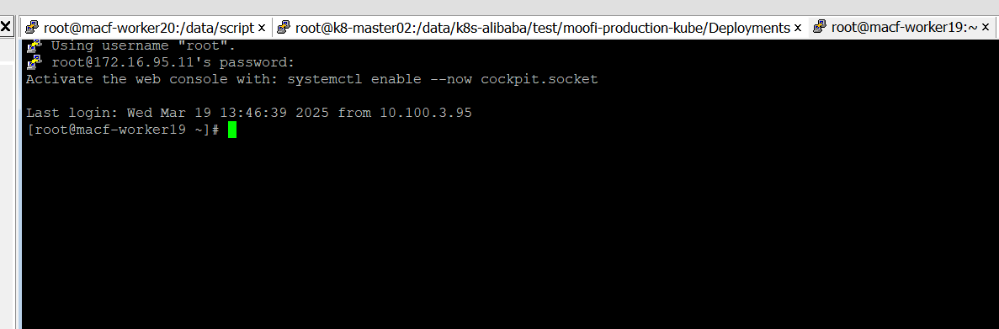 root@macf-worker20:/data/script × root@k8-master02:/data/k8s-alibaba/test/moofi-production-kube/Deployments × root@macf-worker19:~ ×
Using username "root".
root@172.16.95.11's password:
Activate the web console with: systemctl enable --now cockpit.socket
Last login: Wed Mar 19 13:46:39 2025 from 10.100.3.95
[root@macf-worker19 ~]#